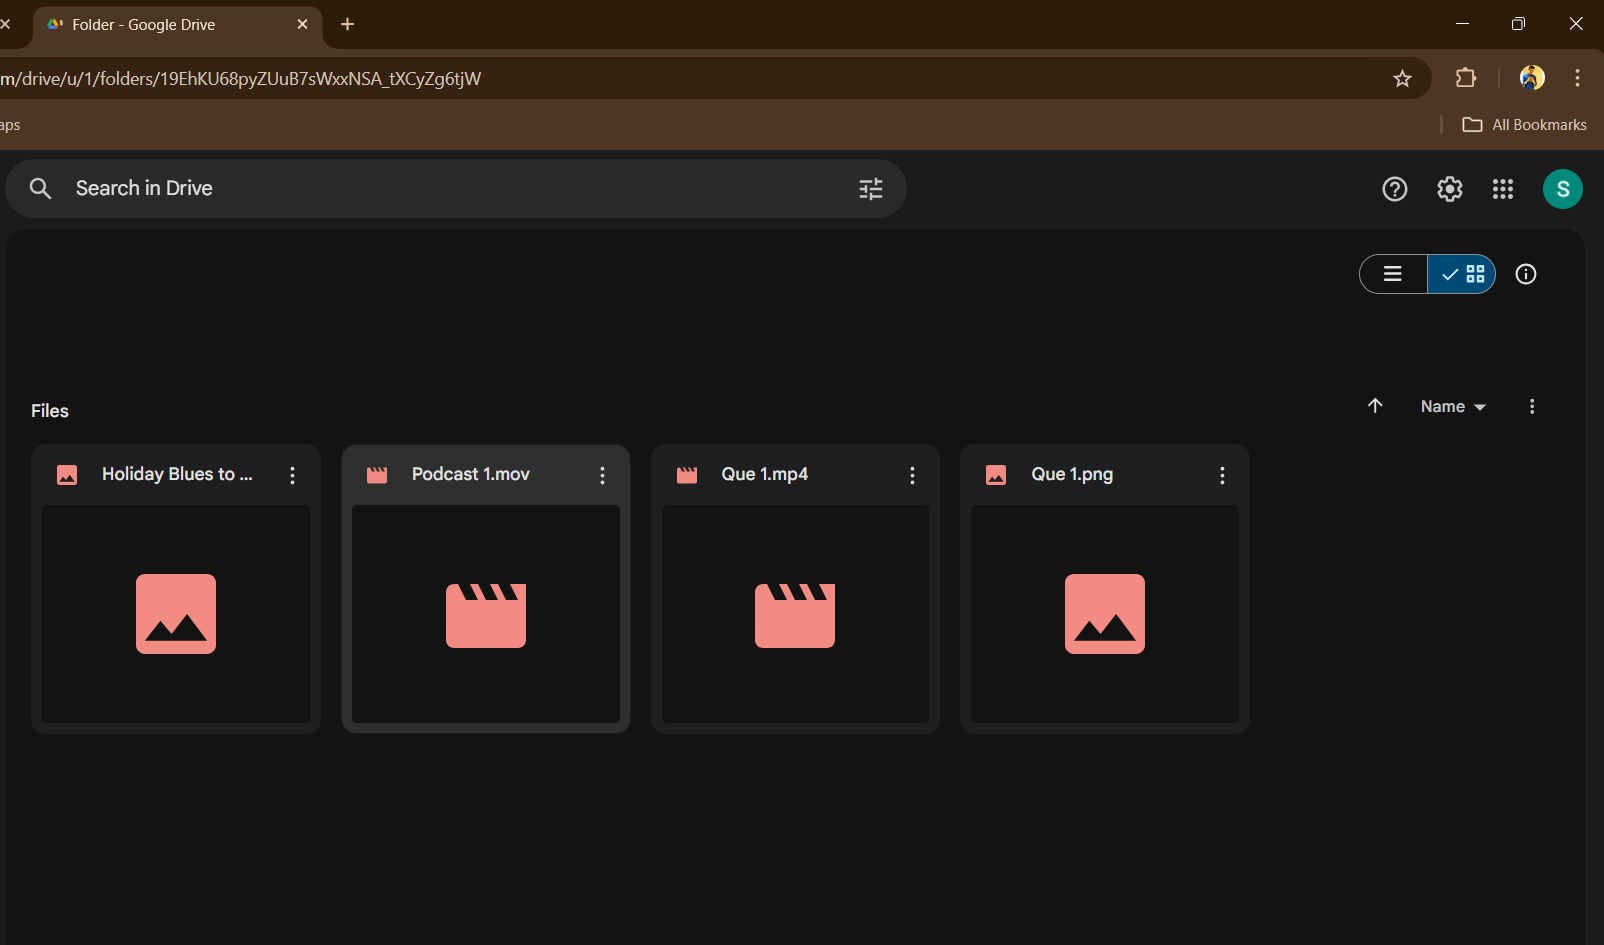 Folder - Google Drive
m/drive/u/1/folders/19EhKU68pyZUuB7sWxxNSA_tXCyZg6tjW
aps
All Bookmarks
Search in Drive
S
Files
Name
Holiday Blues to ...
Podcast 1.mov
Que 1.mp4
Que 1.png